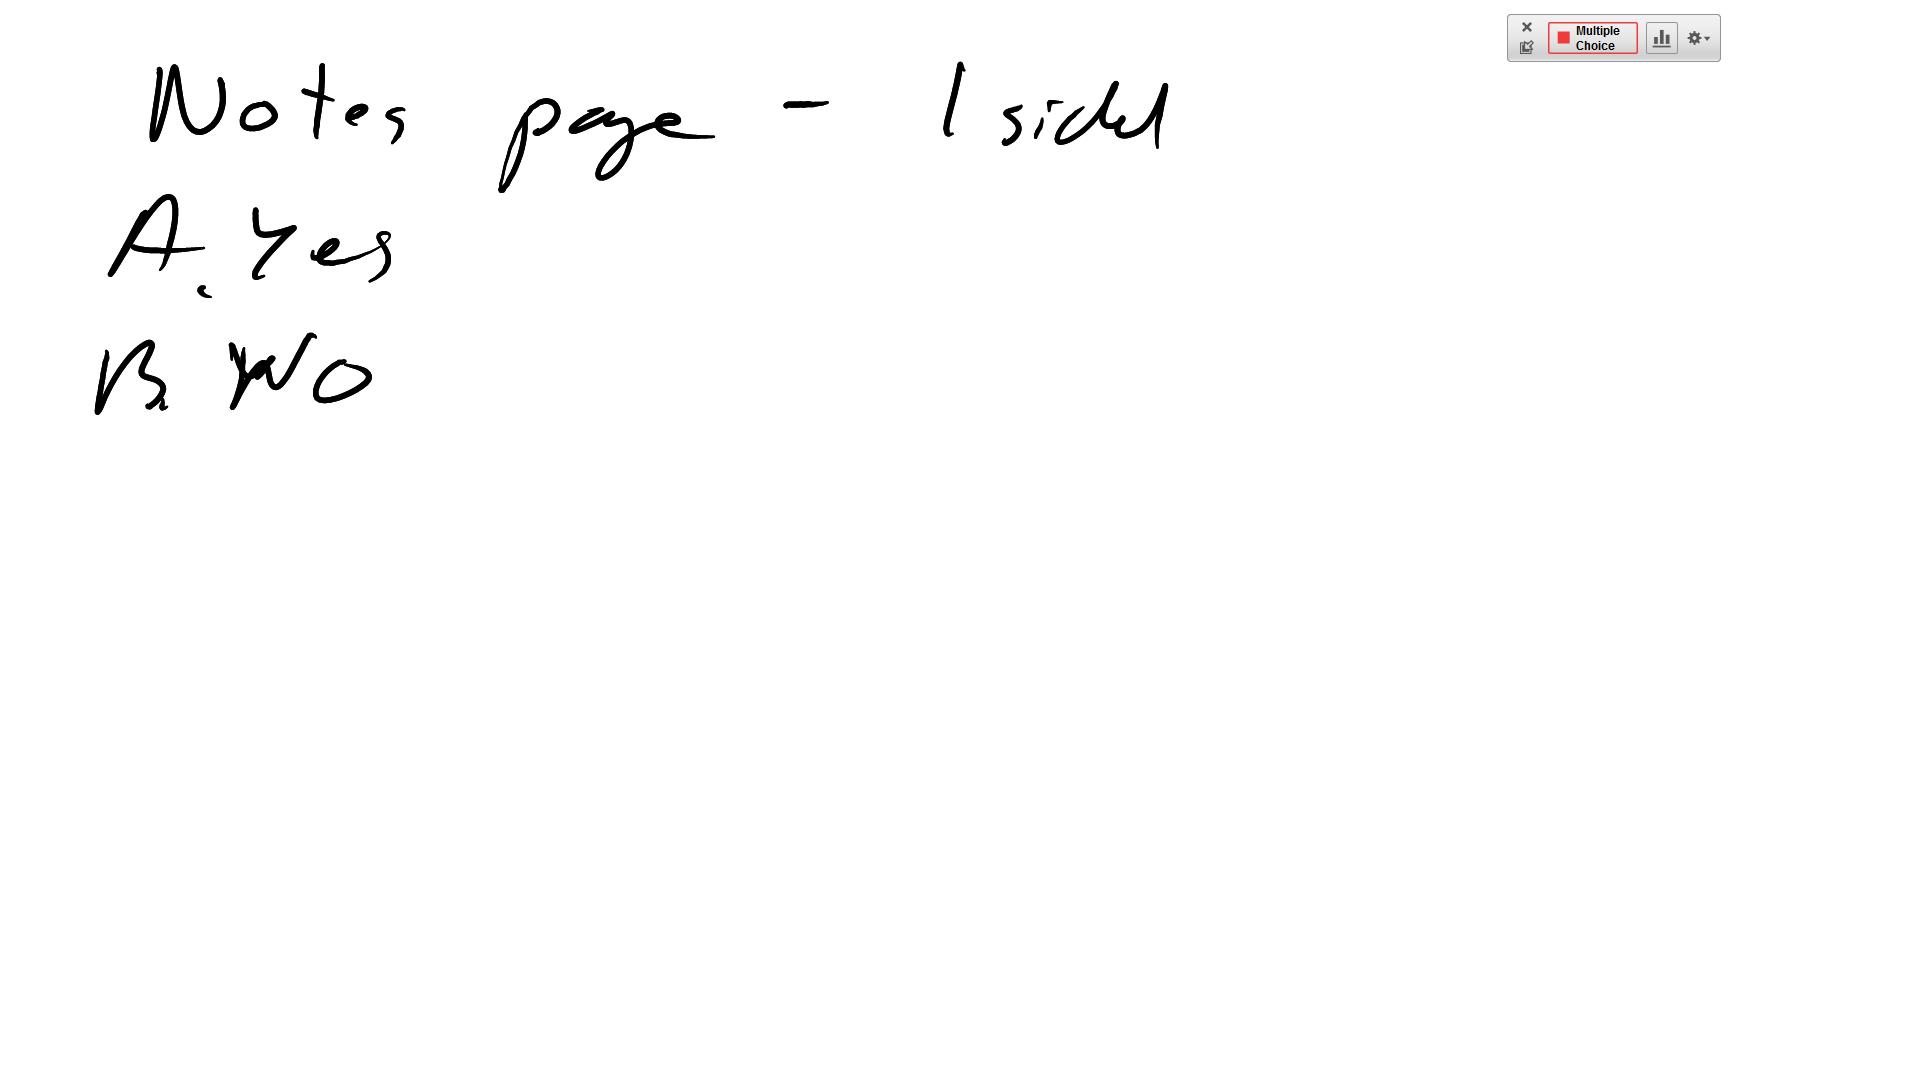 Notes page - 1 sided
A. Yes
B. No
Multiple
Choice